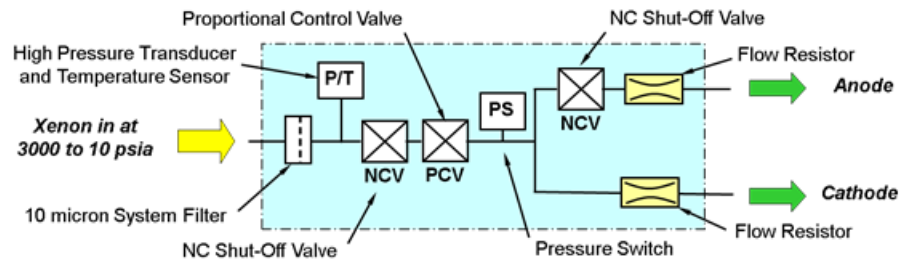 Proportional Control Valve
NC Shut-Off Valve
High Pressure Transducer
and Temperature Sensor
Flow Resistor
P/T
PS
Anode
Xenon in at
3000 to 10 psia
NCV
NCV
PCV
Cathode
10 micron System Filter
NC Shut-Off Valve
Pressure Switch
Flow Resistor